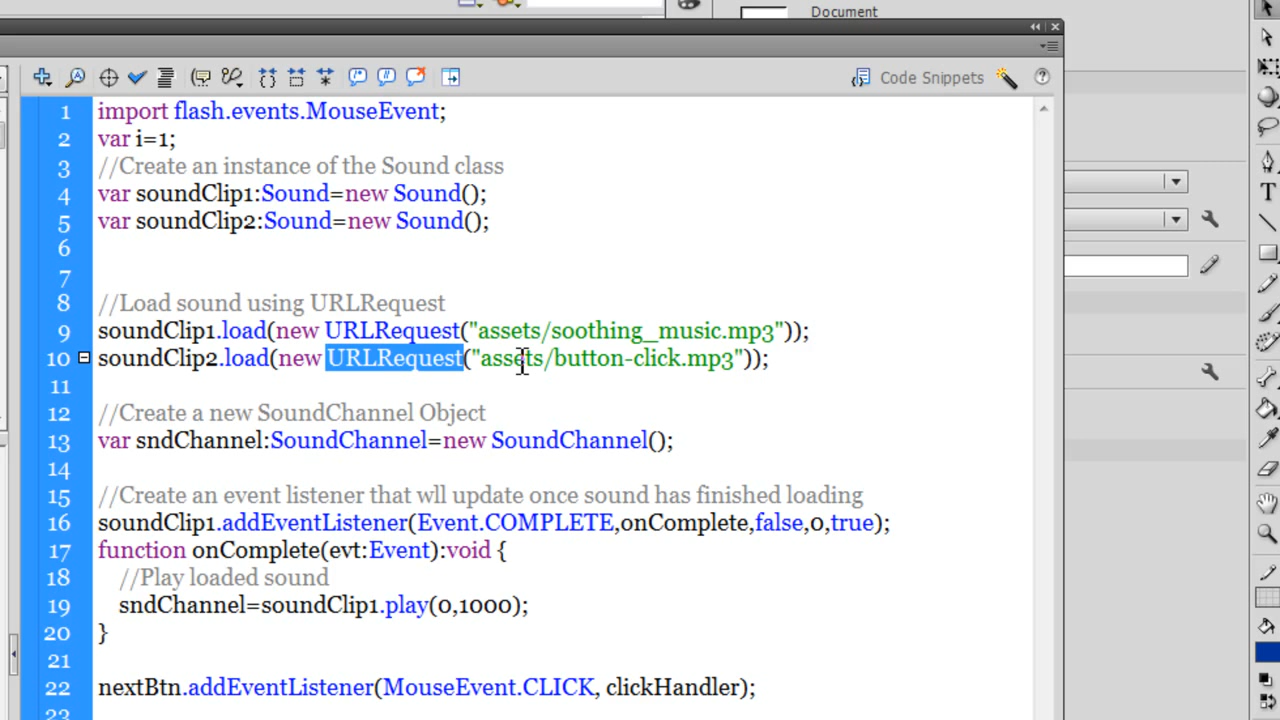 Document
Code Snippets
1 import flash.events.MouseEvent;
2 var i=1;
3 //Create an instance of the Sound class
4 var soundClip1:Sound=new Sound();
5 var soundClip2:Sound=new Sound();
6
7
8 //Load sound using URLRequest
9 soundClip1.load(new URLRequest("assets/soothing_music.mp3"));
10 soundClip2.load(new URLRequest("assets/button-click.mp3"));
11
12 //Create a new SoundChannel Object
13 var sndChannel:SoundChannel=new SoundChannel();
14
15 //Create an event listener that wll update once sound has finished loading
16 soundClip1.addEventListener(Event.COMPLETE,onComplete,false,0,true);
17 function onComplete(evt:Event):void {
18 //Play loaded sound
19 sndChannel=soundClip1.play(0,1000);
20 }
21
22 nextBtn.addEventListener(MouseEvent.CLICK, clickHandler);
23